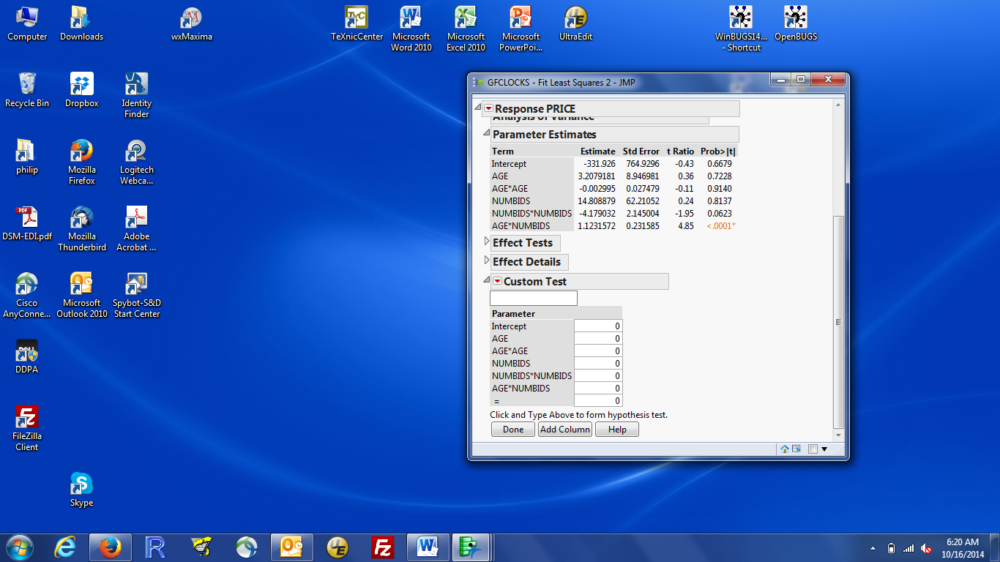 Computer
Downloads
wxMaxima
TeXnicCenter
Microsoft Word 2010
Microsoft Excel 2010
Microsoft PowerPoi...
UltraEdit
WinBUGS14... - Shortcut
OpenBUGS
Recycle Bin
Dropbox
Identity Finder
philip
Mozilla Firefox
Logitech Webca...
DSM-EDI.pdf
Mozilla Thunderbird
Adobe Acrobat ...
Cisco AnyConne...
Microsoft Outlook 2010
Spybot-S&D Start Center
DDPA
FileZilla Client
Skype
GFCLOCKS - Fit Least Squares 2 - JMP
Response PRICE
Analysis of Variance
Parameter Estimates
Term Estimate Std Error t Ratio Prob>|t|
Intercept -331.926 764.9296 -0.43 0.6679
AGE 3.2079181 8.946981 0.36 0.7228
AGE*AGE -0.002995 0.027479 -0.11 0.9140
NUMBIDS 14.808879 62.21052 0.24 0.8137
NUMBIDS*NUMBIDS -4.179032 2.145004 -1.95 0.0623
AGE*NUMBIDS 1.1231572 0.231585 4.85 <.0001*
Effect Tests
Effect Details
Custom Test
Parameter
Intercept 0
AGE 0
AGE*AGE 0
NUMBIDS 0
NUMBIDS*NUMBIDS 0
AGE*NUMBIDS 0
= 0
Click and Type Above to form hypothesis test.
Done Add Column Help
6:20 AM
10/16/2014